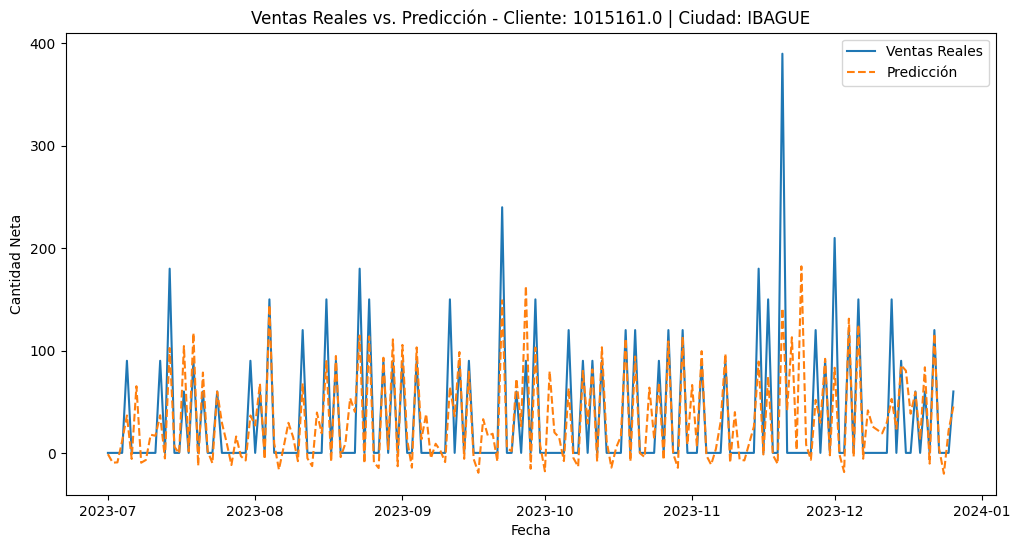 Ventas Reales vs. Predicción - Cliente: 1015161.0 | Ciudad: IBAGUE
Ventas Reales
Predicción
Cantidad Neta
400
300
200
100
0
2023-07
2023-08
2023-09
2023-10
2023-11
2023-12
2024-01
Fecha